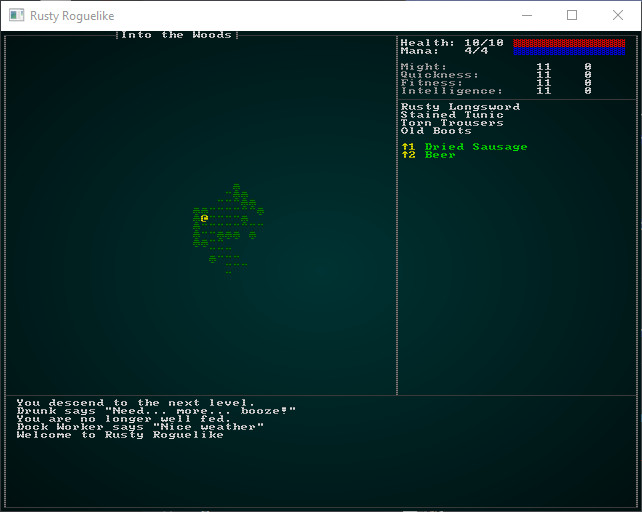 Rusty Roguelike
Into the Woods
Health: 10/10
Mana: 4/4
Might: 11 0
Quickness: 11 0
Fitness: 11 0
Intelligence: 11 0
Rusty Longsword
Stained Tunic
Torn Trousers
Old Boots
↑1 Dried Sausage
↑2 Beer
@
You descend to the next level.
Drunk says "Need... more... booze!"
You are no longer well fed.
Dock Worker says "Nice weather"
Welcome to Rusty Roguelike